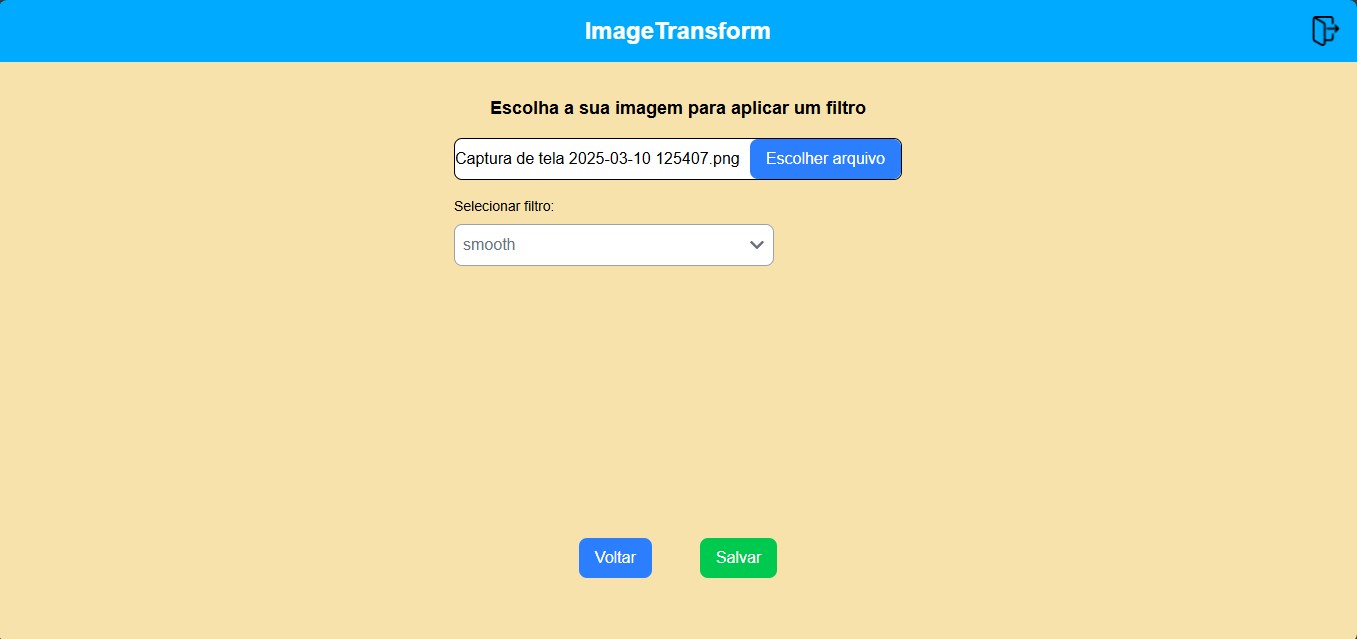 ImageTransform
Escolha a sua imagem para aplicar um filtro
Captura de tela 2025-03-10 125407.png Escolher arquivo
Selecionar filtro:
smooth
Voltar Salvar